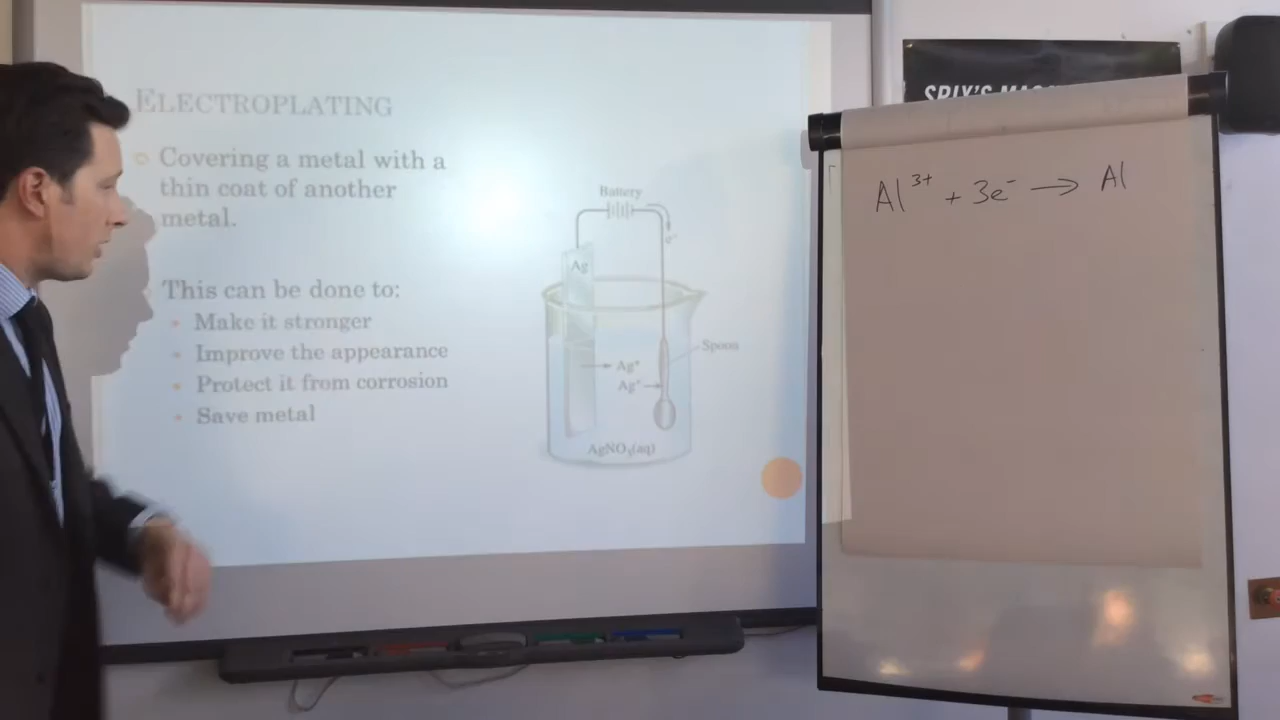 ELECTROPLATING
Covering a metal with a
thin coat of another
metal.
This can be done to:
Make it stronger
Improve the appearance
Protect it from corrosion
Save metal
Battery
e⁻
Ag
Spoon
Ag⁺
Ag⁺
AgNO₃(aq)
Al³⁺ + 3e⁻ → Al